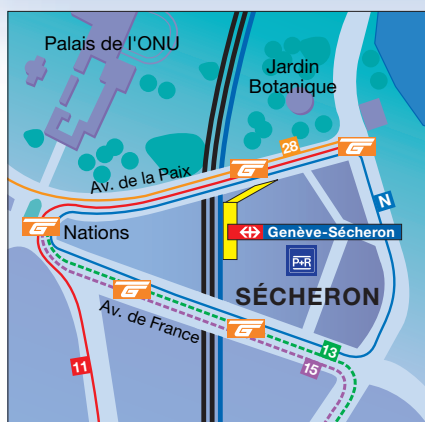 Palais de l'ONU
Jardin
Botanique
28
Av. de la Paix
N
Nations
Genève-Sécheron
P+R
SÉCHERON
Av. de France
13
15
11